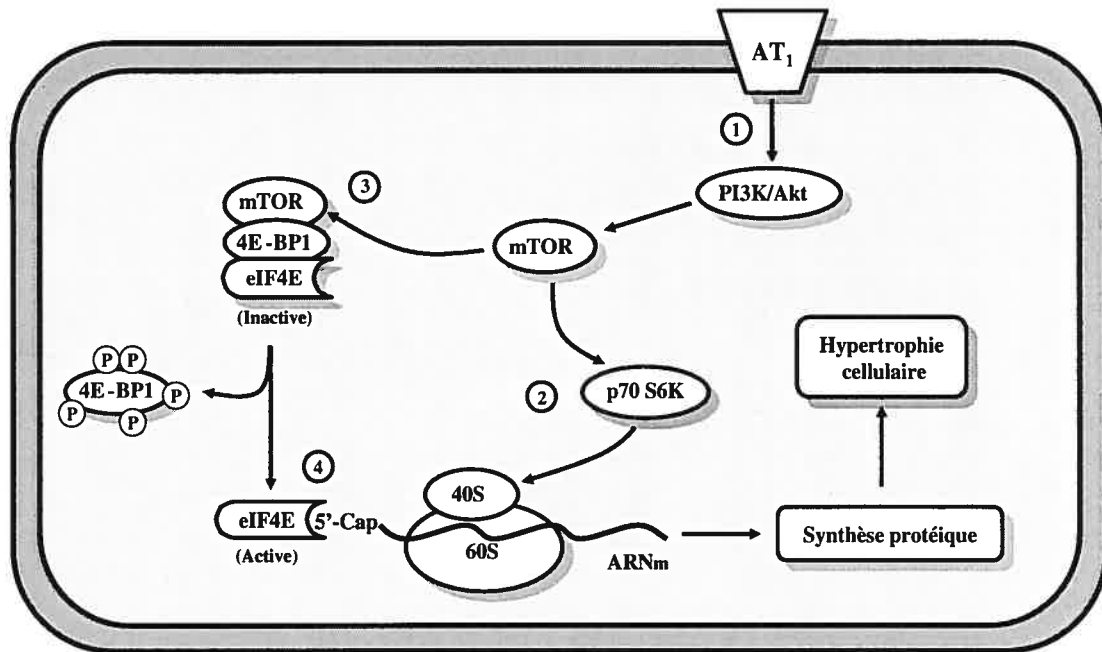 AT1
1
PI3K/Akt
3
mTOR
4E-BP1
eIF4E
(Inactive)
mTOR
Hypertrophie
cellulaire
P P
4E-BP1
P
P
P
2
p70 S6K
4
40S
eIF4E
5'-Cap
(Active)
60S
ARNm
Synthèse protéique